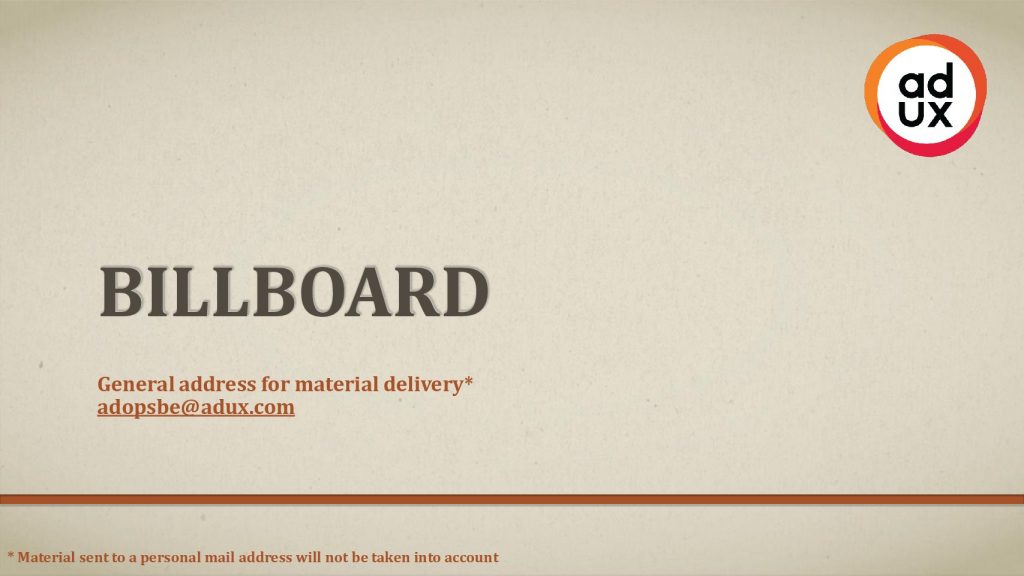 ad
ux
BILLBOARD
General address for material delivery*
adopsbe@adux.com
* Material sent to a personal mail address will not be taken into account